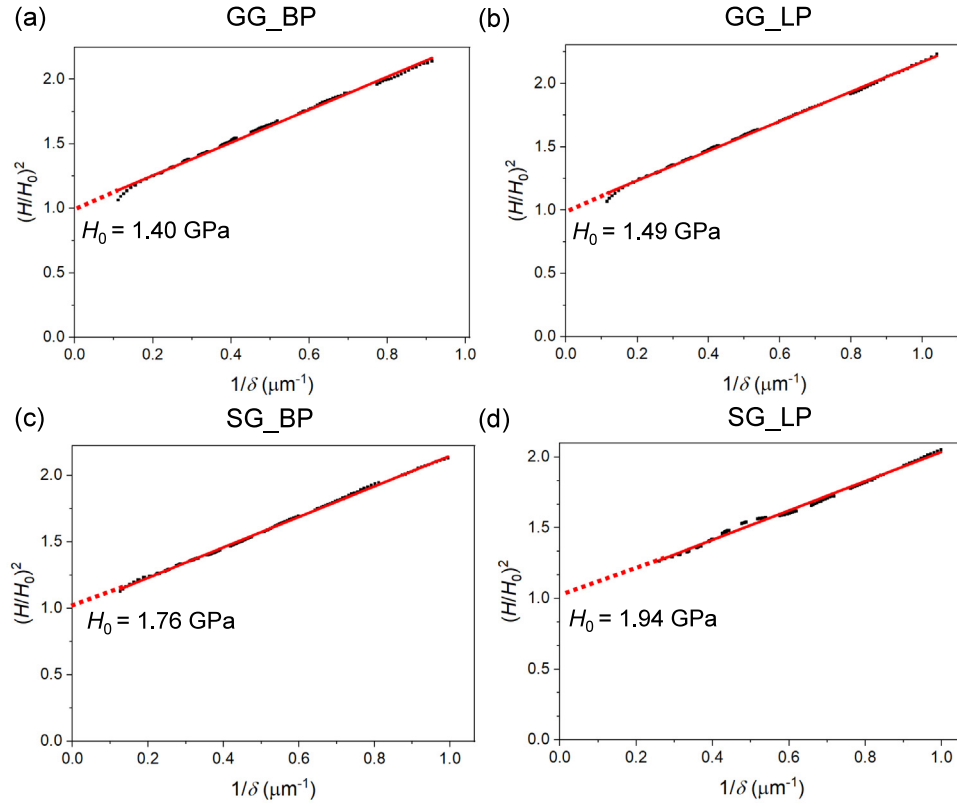 (a) GG_BP
(H/H₀)²
2.0
1.5
1.0
0.5
0.0
H₀ = 1.40 GPa
0.0 0.2 0.4 0.6 0.8 1.0
1/δ (μm⁻¹)
(b) GG_LP
(H/H₀)²
2.0
1.5
1.0
0.5
0.0
H₀ = 1.49 GPa
0.0 0.2 0.4 0.6 0.8 1.0
1/δ (μm⁻¹)
(c) SG_BP
(H/H₀)²
2.0
1.5
1.0
0.5
0.0
H₀ = 1.76 GPa
0.0 0.2 0.4 0.6 0.8 1.0
1/δ (μm⁻¹)
(d) SG_LP
(H/H₀)²
2.0
1.5
1.0
0.5
0.0
H₀ = 1.94 GPa
0.0 0.2 0.4 0.6 0.8 1.0
1/δ (μm⁻¹)